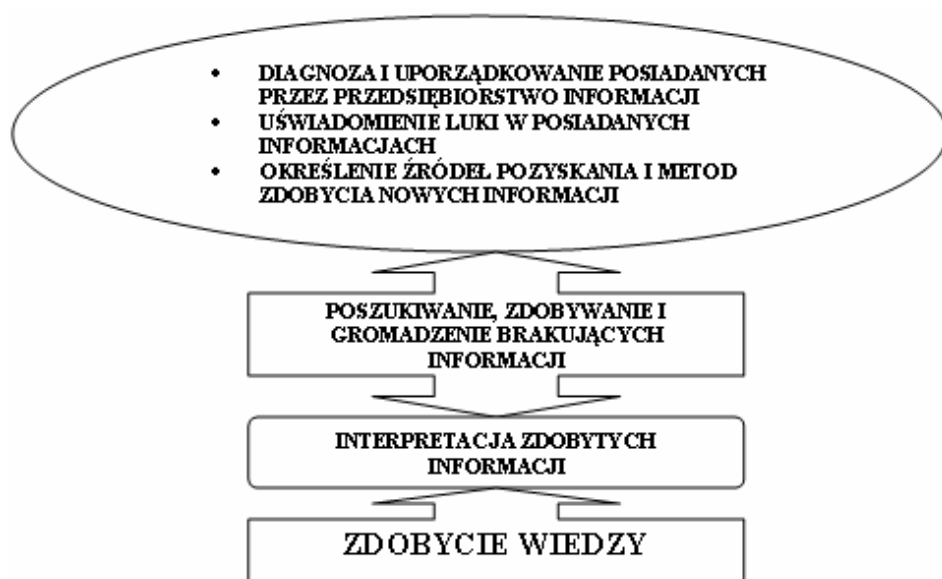 • DIAGNOZA I UPORZĄDKOWANIE POSIADANYCH
PRZEZ PRZEDSIĘBIORSTWO INFORMACJI
• UŚWIADOMIENIE LUKI W POSIADANYCH
INFORMACJACH
• OKREŚLENIE ŹRÓDEŁ POZYSKANIA I METOD
ZDOBYCIA NOWYCH INFORMACJI
POSZUKIWANIE, ZDOBYWANIE I
GROMADZENIE BRAKUJĄCYCH
INFORMACJI
INTERPRETACJA ZDOBYTYCH
INFORMACJI
ZDOBYCIE WIEDZY